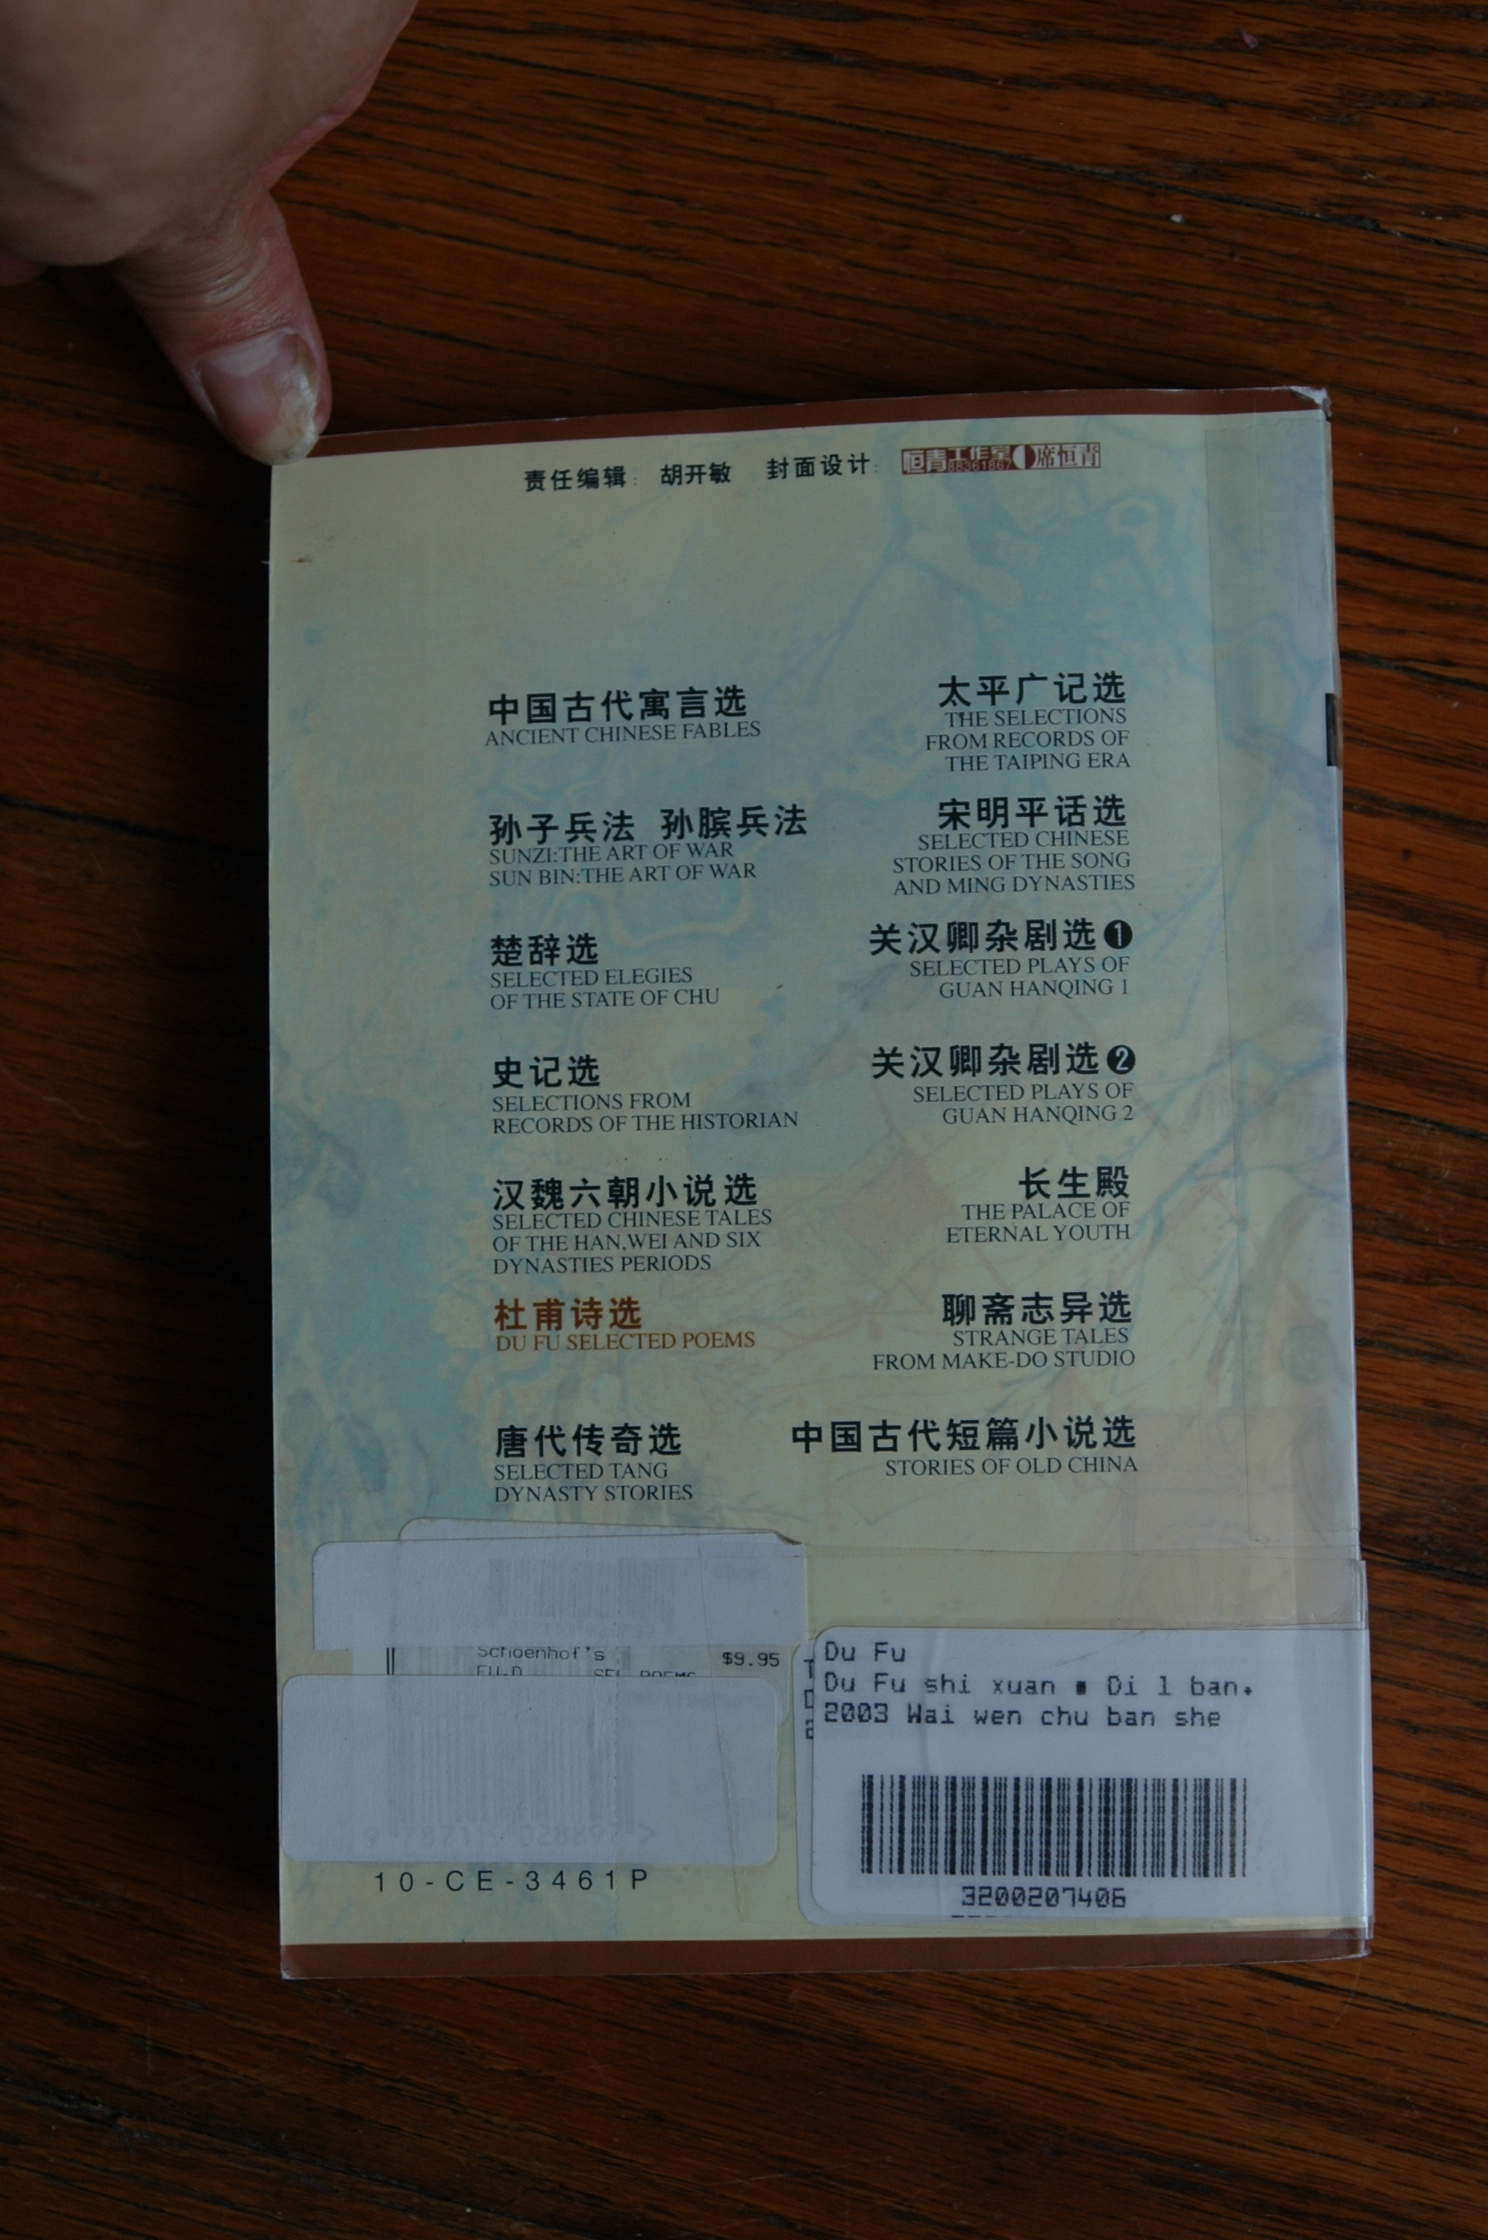 责任编辑: 胡开敏 封面设计: 恒青工作室 88361867 席恒青
中国古代寓言选
ANCIENT CHINESE FABLES
孙子兵法 孙膑兵法
SUNZI:THE ART OF WAR
SUN BIN:THE ART OF WAR
楚辞选
SELECTED ELEGIES
OF THE STATE OF CHU
史记选
SELECTIONS FROM
RECORDS OF THE HISTORIAN
汉魏六朝小说选
SELECTED CHINESE TALES
OF THE HAN,WEI AND SIX
DYNASTIES PERIODS
杜甫诗选
DU FU SELECTED POEMS
唐代传奇选
SELECTED TANG
DYNASTY STORIES
太平广记选
THE SELECTIONS
FROM RECORDS OF
THE TAIPING ERA
宋明平话选
SELECTED CHINESE
STORIES OF THE SONG
AND MING DYNASTIES
关汉卿杂剧选❶
SELECTED PLAYS OF
GUAN HANQING 1
关汉卿杂剧选❷
SELECTED PLAYS OF
GUAN HANQING 2
长生殿
THE PALACE OF
ETERNAL YOUTH
聊斋志异选
STRANGE TALES
FROM MAKE-DO STUDIO
中国古代短篇小说选
STORIES OF OLD CHINA
Schoenhof's $9.95
SEL POEMS
10-CE-3461P
Du Fu
Du Fu shi xuan ■ Di 1 ban.
2003 Wai wen chu ban she
3200207406